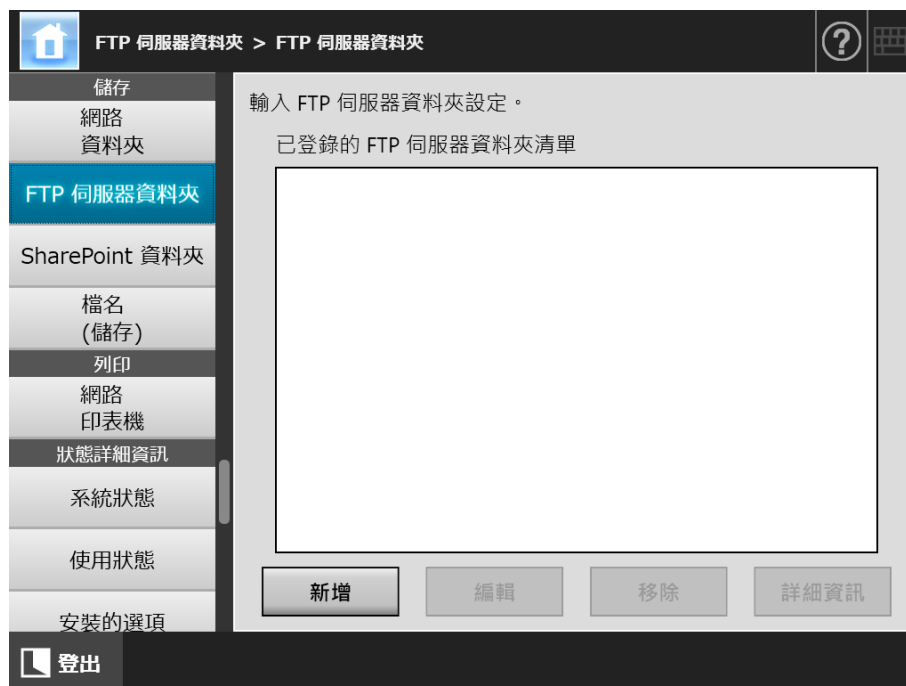 FTP 伺服器資料夾 > FTP 伺服器資料夾
?
儲存
網路
資料夾
FTP 伺服器資料夾
SharePoint 資料夾
檔名
(儲存)
列印
網路
印表機
狀態詳細資訊
系統狀態
使用狀態
安裝的選項
輸入 FTP 伺服器資料夾設定。
已登錄的 FTP 伺服器資料夾清單
新增
編輯
移除
詳細資訊
登出